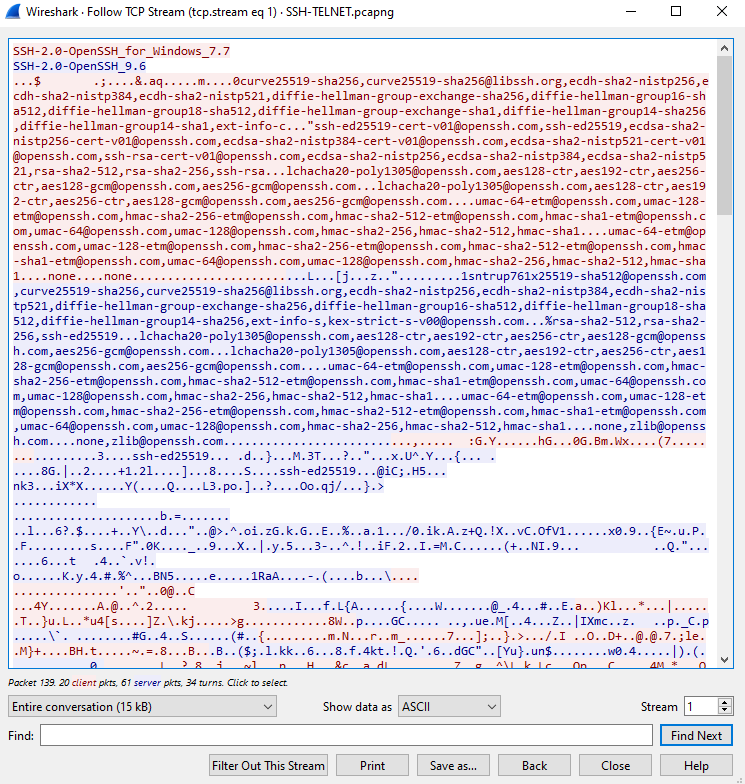 Wireshark · Follow TCP Stream (tcp.stream eq 1) · SSH-TELNET.pcapng
SSH-2.0-OpenSSH_for_Windows_7.7
SSH-2.0-OpenSSH_9.6
...$ .;....&.aq.....m....0curve25519-sha256,curve25519-sha256@libssh.org,ecdh-sha2-nistp256,e
cdh-sha2-nistp384,ecdh-sha2-nistp521,diffie-hellman-group-exchange-sha256,diffie-hellman-group16-sh
a512,diffie-hellman-group18-sha512,diffie-hellman-group-exchange-sha1,diffie-hellman-group14-sha256
,diffie-hellman-group14-sha1,ext-info-c..."ssh-ed25519-cert-v01@openssh.com,ssh-ed25519,ecdsa-sha2-
nistp256-cert-v01@openssh.com,ecdsa-sha2-nistp384-cert-v01@openssh.com,ecdsa-sha2-nistp521-cert-v01
@openssh.com,ssh-rsa-cert-v01@openssh.com,ecdsa-sha2-nistp256,ecdsa-sha2-nistp384,ecdsa-sha2-nistp5
21,rsa-sha2-512,rsa-sha2-256,ssh-rsa...lchacha20-poly1305@openssh.com,aes128-ctr,aes192-ctr,aes256-
ctr,aes128-gcm@openssh.com,aes256-gcm@openssh.com...lchacha20-poly1305@openssh.com,aes128-ctr,aes19
2-ctr,aes256-ctr,aes128-gcm@openssh.com,aes256-gcm@openssh.com....umac-64-etm@openssh.com,umac-128-
etm@openssh.com,hmac-sha2-256-etm@openssh.com,hmac-sha2-512-etm@openssh.com,hmac-sha1-etm@openssh.c
om,umac-64@openssh.com,umac-128@openssh.com,hmac-sha2-256,hmac-sha2-512,hmac-sha1....umac-64-etm@op
enssh.com,umac-128-etm@openssh.com,hmac-sha2-256-etm@openssh.com,hmac-sha2-512-etm@openssh.com,hmac
-sha1-etm@openssh.com,umac-64@openssh.com,umac-128@openssh.com,hmac-sha2-256,hmac-sha2-512,hmac-sha
1....none....none.....................L...[j...z..".........1sntrup761x25519-sha512@openssh.com
,curve25519-sha256,curve25519-sha256@libssh.org,ecdh-sha2-nistp256,ecdh-sha2-nistp384,ecdh-sha2-nis
tp521,diffie-hellman-group-exchange-sha256,diffie-hellman-group16-sha512,diffie-hellman-group18-sha
512,diffie-hellman-group14-sha256,ext-info-s,kex-strict-s-v00@openssh.com...%rsa-sha2-512,rsa-sha2-
256,ssh-ed25519...lchacha20-poly1305@openssh.com,aes128-ctr,aes192-ctr,aes256-ctr,aes128-gcm@openss
h.com,aes256-gcm@openssh.com...lchacha20-poly1305@openssh.com,aes128-ctr,aes192-ctr,aes256-ctr,aes1
28-gcm@openssh.com,aes256-gcm@openssh.com....umac-64-etm@openssh.com,umac-128-etm@openssh.com,hmac-
sha2-256-etm@openssh.com,hmac-sha2-512-etm@openssh.com,hmac-sha1-etm@openssh.com,umac-64@openssh.co
m,umac-128@openssh.com,hmac-sha2-256,hmac-sha2-512,hmac-sha1....umac-64-etm@openssh.com,umac-128-et
m@openssh.com,hmac-sha2-256-etm@openssh.com,hmac-sha2-512-etm@openssh.com,hmac-sha1-etm@openssh.com
,umac-64@openssh.com,umac-128@openssh.com,hmac-sha2-256,hmac-sha2-512,hmac-sha1....none,zlib@openss
h.com....none,zlib@openssh.com..........................,..... :G.Y......hG...0G.Bm.Wx....(7.....
............3....ssh-ed25519... .d..}...M.3T...?.."...x.U^.Y...{... .
....8G.|..2....+1.2l....]...8....S....ssh-ed25519...@iC;.H5...
nk3...iX*X......Y(....Q....L3.po.]..?....Oo.qj/...}.>
............
....................b.=.......
..l...6?.$....+..Y\..d..."..@>.^.oi.zG.k.G..E..%..a.1.../0.ik.A.z+Q.!X..vC.OfV1......x0.9..{E~.u.P.
.F.........s....F".0K...._..9...X..|.y.5...3-..^.!..iF.2..I.=M.C......(+..NI.9... ..Q."...
....6...t .4..`.v!.
o......K.y.4.#.%^...BN5.....e.....1RaA....-.(....b...\....
..............'.."..0@..C
...4Y.......A.@..^.2..... 3.....I...f.L{A......{....W.......@_.4...#..E.a..)Kl...*...|.....
.T..}u.L..*u4[s....]Z.\.kj.....>g............8W..p....GC..... ..,.ue.M[..4...Z..|IXmc..z. ..p._C.p
.....\`. ........#G..4..S......(#..{.........m.N...r..m_.....7...];..}.>.../.I ..O..D+..@.@.7.;le.
.M}+....BH.t.....~.=.8...B...B..($;.l.kk..6...8.f.4kt.!.Q.'.6..dGC"..[Yu}.un$........w0.4.....|).(.
Packet 139. 20 client pkts, 61 server pkts, 34 turns. Click to select.
Entire conversation (15 kB) Show data as ASCII Stream 1
Find: Find Next
Filter Out This Stream Print Save as... Back Close Help